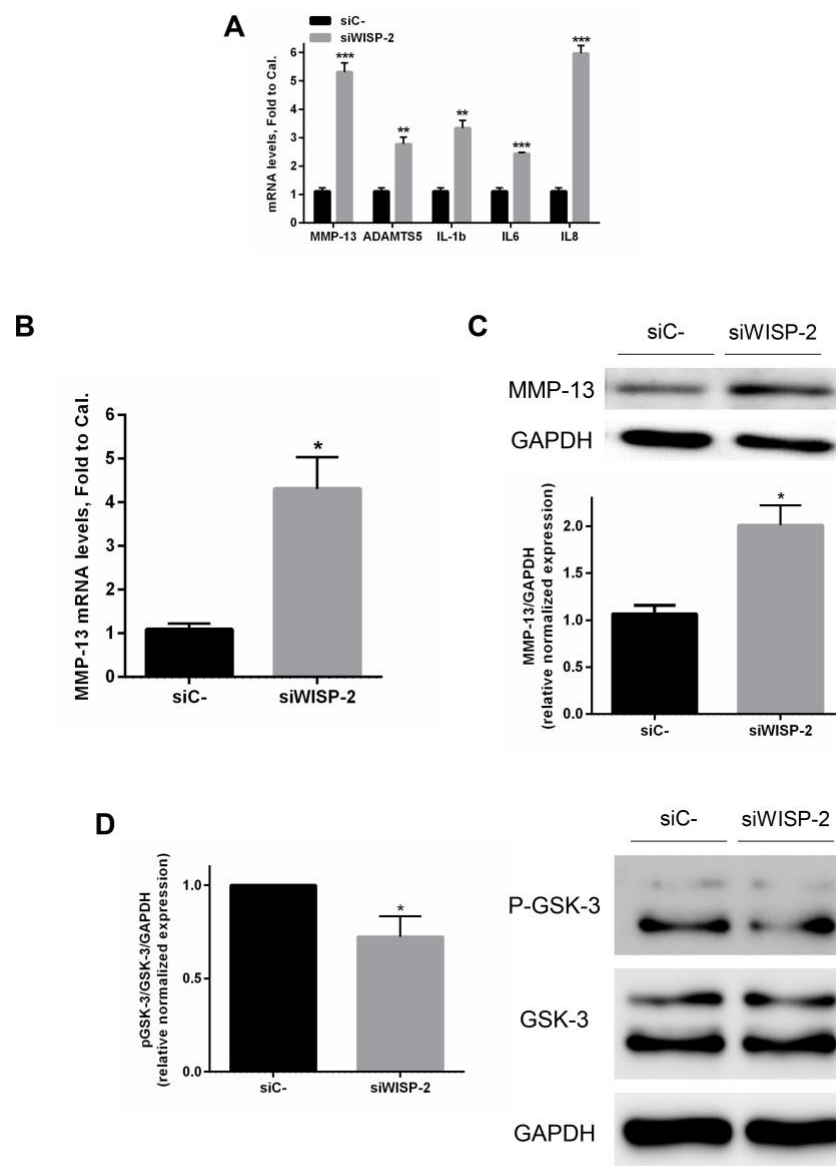 A
siC-
siWISP-2
mRNA levels, Fold to Cal.
6
5
4
3
2
1
0
***
**
**
***
***
MMP-13 ADAMTS5 IL-1b IL6 IL8
B
MMP-13 mRNA levels, Fold to Cal.
6
5
4
3
2
1
0
*
siC- siWISP-2
C
siC- siWISP-2
MMP-13
GAPDH
MMP-13/GAPDH
(relative normalized expression)
2.0
1.5
1.0
0.5
0.0
*
siC- siWISP-2
D
pGSK-3/GSK-3/GAPDH
(relative normalized expression)
1.0
0.5
0.0
*
siC- siWISP-2
siC- siWISP-2
P-GSK-3
GSK-3
GAPDH